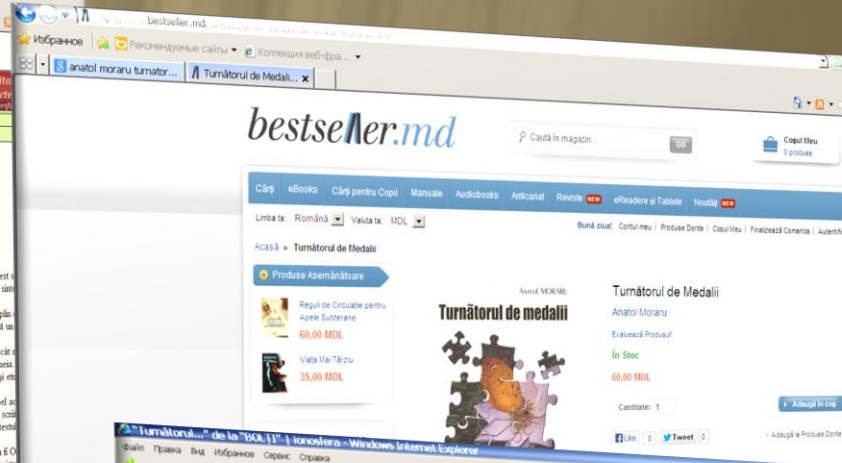 bestseller.md
Избранное Рекомендуемые сайты Коллекция веб-фра...
anatol moraru turnator... Turnătorul de Medali... x
bestseller.md
Caută în magazin... GO
Coşul Meu
0 produse
Cărţi eBooks Cărţi pentru Copii Manuale Audiobooks Anticariat Reviste NEW eReadere şi Tablete Noutăţi NEW
Limba ta: Română Valuta ta: MDL
Bună ziua! Contul meu | Produse Dorite | Coşul Meu | Finalizează Comanda |
Acasă » Turnătorul de Medalii
Produse Asemănătoare
Reguli de Circulatie pentru
Apele Subterane
60,00 MDL
Viata Mai Târziu
35,00 MDL
Anatol MORARU
Turnătorul de medalii
Turnătorul de Medalii
Anatol Moraru
Evaluează Produsul!
În Stoc
60,00 MDL
Cantitate: 1
Adaugă în coş
Like 0 Tweet 0
Adaugă la Produse Dorite
"Turnătorul..." de la "BOLŢI" | ionosfera - Windows Internet Explorer
Файл Правка Вид Избранное Сервис Справка